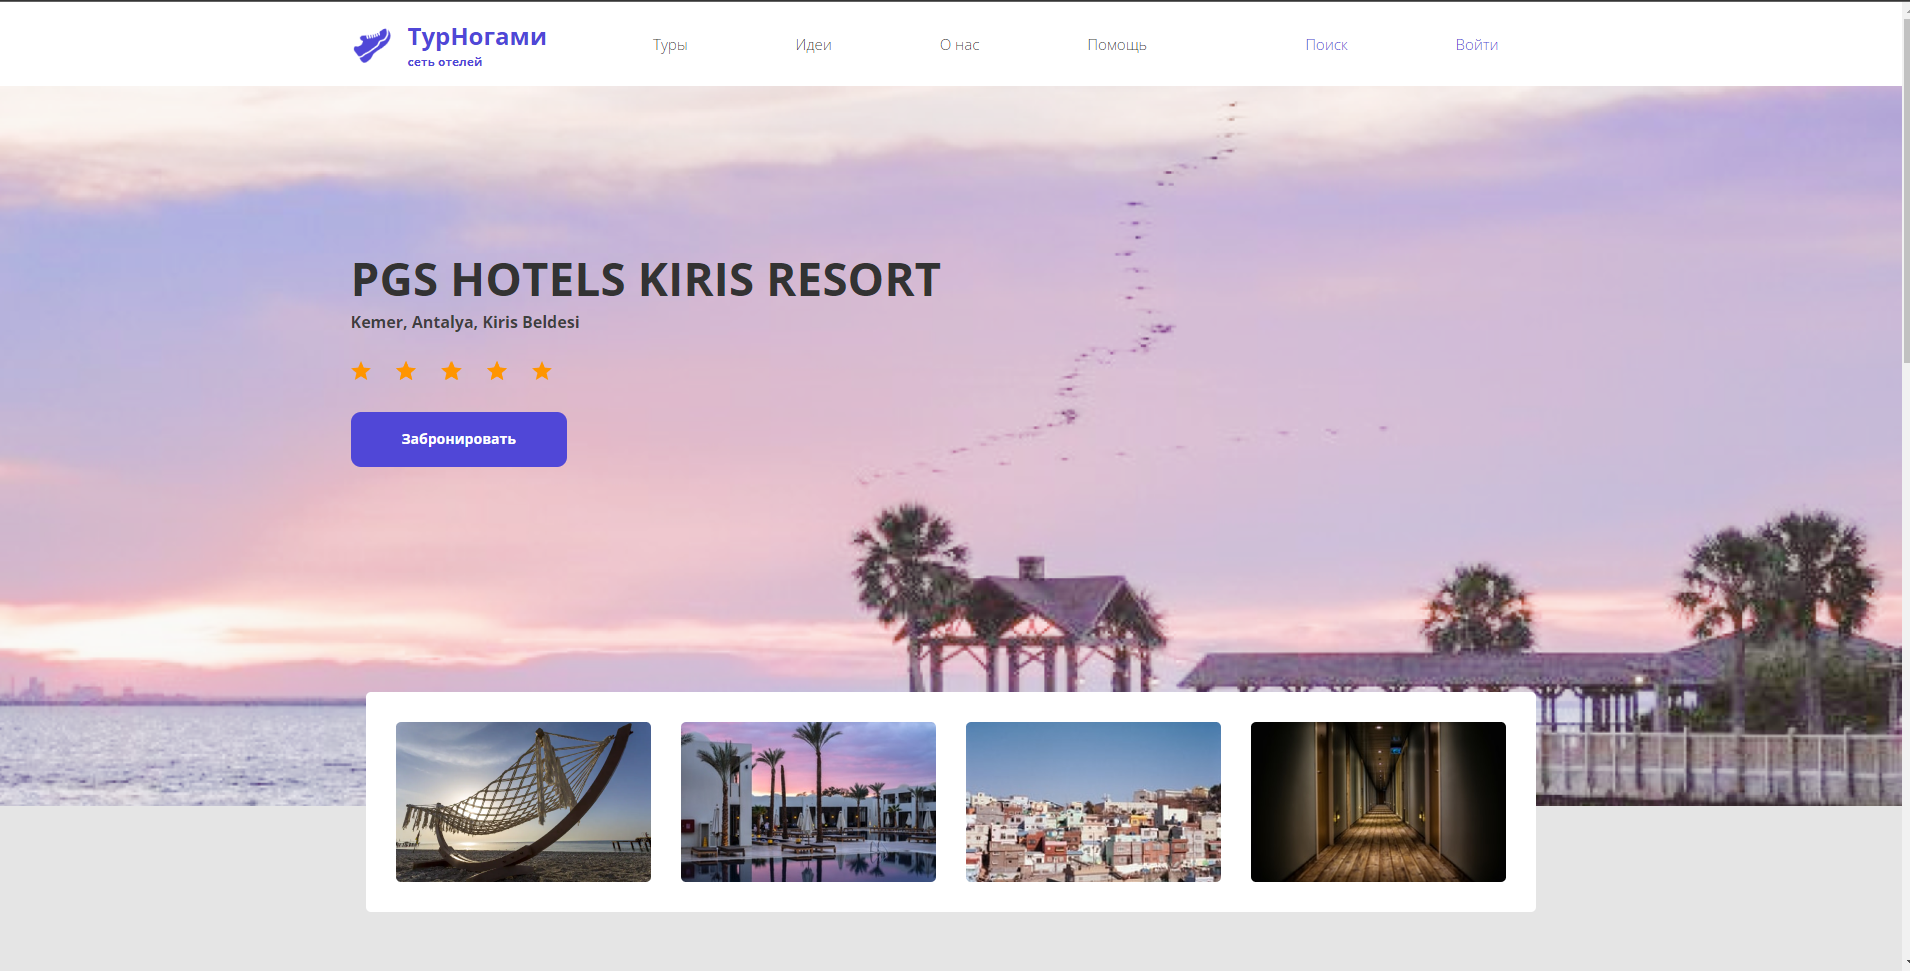 ТурНогами
сеть отелей
Туры
Идеи
О нас
Помощь
Поиск
Войти
PGS HOTELS KIRIS RESORT
Kemer, Antalya, Kiris Beldesi
Забронировать